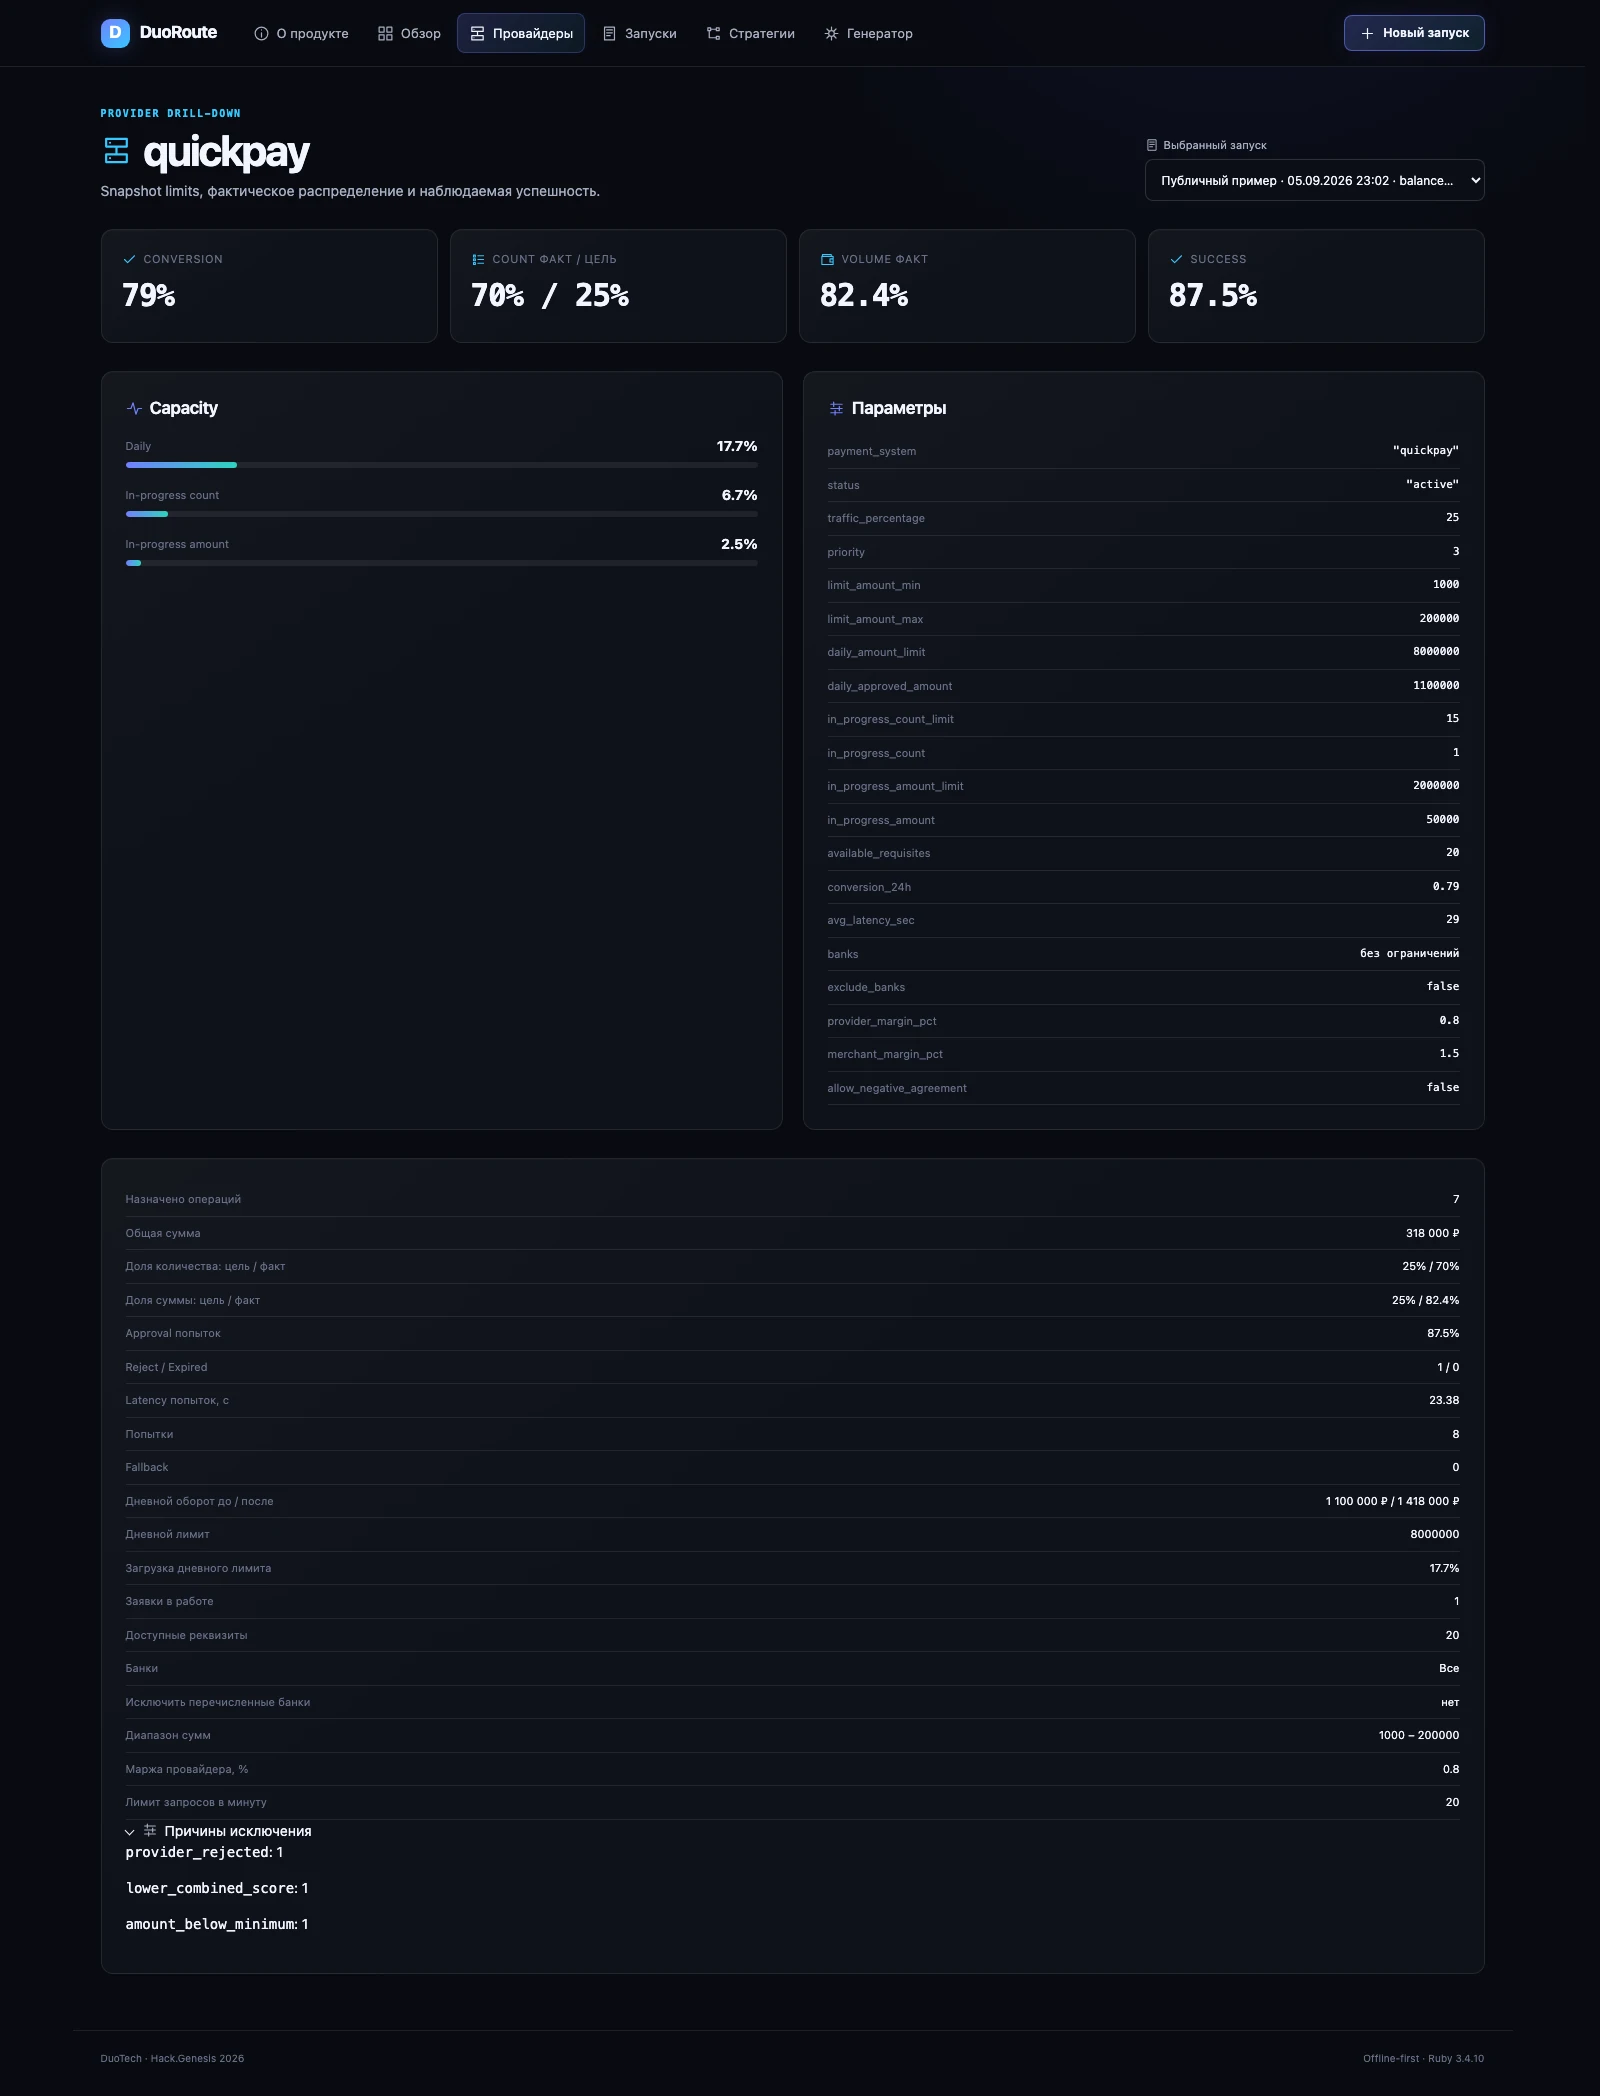 D DuoRoute О продукте Обзор Провайдеры Запуски Стратегии Генератор Новый запуск
PROVIDER DRILL-DOWN
quickpay
Snapshot limits, фактическое распределение и наблюдаемая успешность.
Выбранный запуск
Публичный пример · 05.09.2026 23:02 · balance...
CONVERSION
79%
COUNT ФАКТ / ЦЕЛЬ
70% / 25%
VOLUME ФАКТ
82.4%
SUCCESS
87.5%
Capacity
Daily 17.7%
In-progress count 6.7%
In-progress amount 2.5%
Параметры
payment_system "quickpay"
status "active"
traffic_percentage 25
priority 3
limit_amount_min 1000
limit_amount_max 200000
daily_amount_limit 8000000
daily_approved_amount 1100000
in_progress_count_limit 15
in_progress_count 1
in_progress_amount_limit 2000000
in_progress_amount 50000
available_requisites 20
conversion_24h 0.79
avg_latency_sec 29
banks без ограничений
exclude_banks false
provider_margin_pct 0.8
merchant_margin_pct 1.5
allow_negative_agreement false
Назначено операций 7
Общая сумма 318 000 ₽
Доля количества: цель / факт 25% / 70%
Доля суммы: цель / факт 25% / 82.4%
Approval попыток 87.5%
Reject / Expired 1 / 0
Latency попыток, с 23.38
Попытки 8
Fallback 0
Дневной оборот до / после 1 100 000 ₽ / 1 418 000 ₽
Дневной лимит 8000000
Загрузка дневного лимита 17.7%
Заявки в работе 1
Доступные реквизиты 20
Банки Все
Исключить перечисленные банки нет
Диапазон сумм 1000 – 200000
Маржа провайдера, % 0.8
Лимит запросов в минуту 20
Причины исключения
provider_rejected: 1
lower_combined_score: 1
amount_below_minimum: 1
DuoTech · Hack.Genesis 2026 Offline-first · Ruby 3.4.10